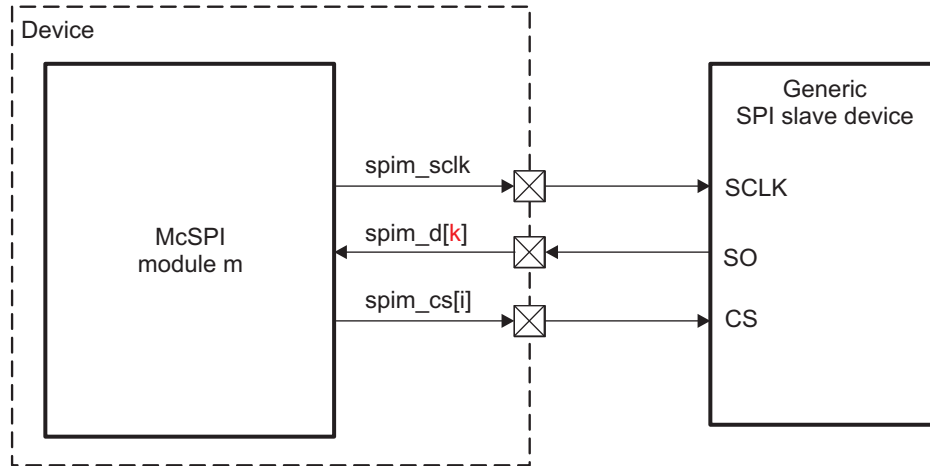 Device
McSPI
module m
spim_sclk
spim_d[k]
spim_cs[i]
Generic
SPI slave device
SCLK
SO
CS